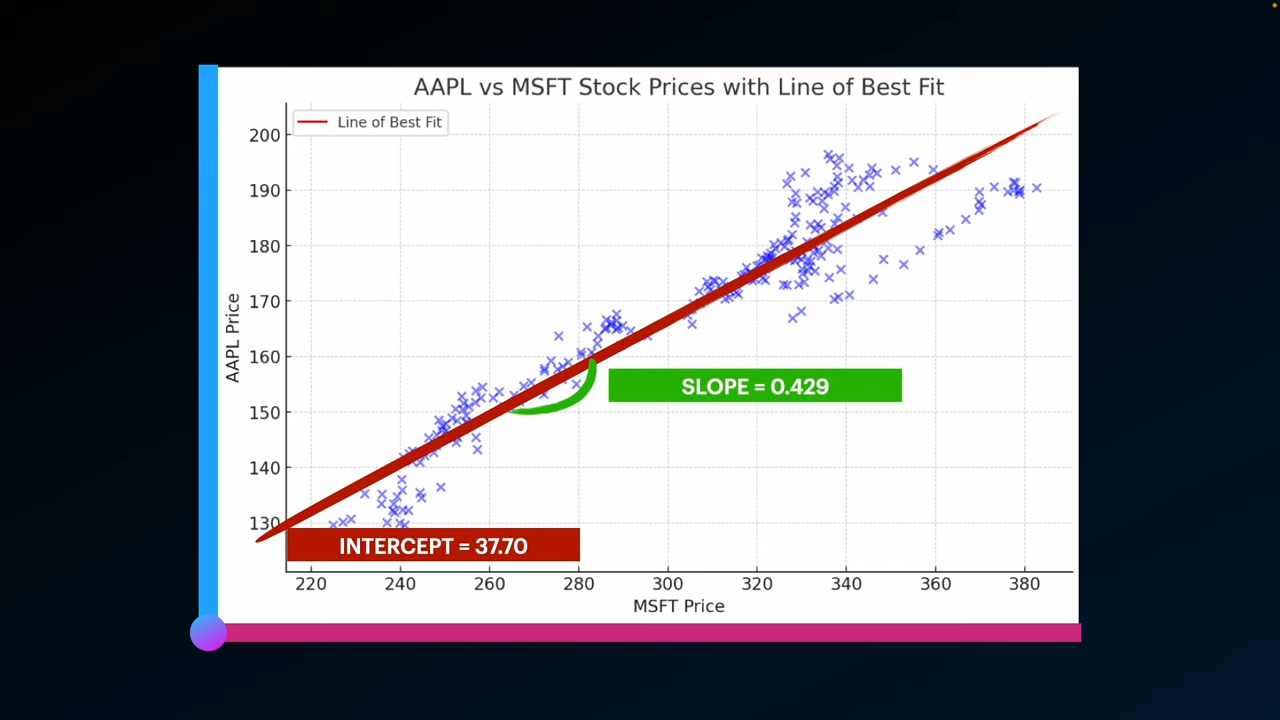 AAPL vs MSFT Stock Prices with Line of Best Fit
Line of Best Fit
200
190
180
170
160
150
140
130
AAPL Price
SLOPE = 0.429
INTERCEPT = 37.70
220 240 260 280 300 320 340 360 380
MSFT Price